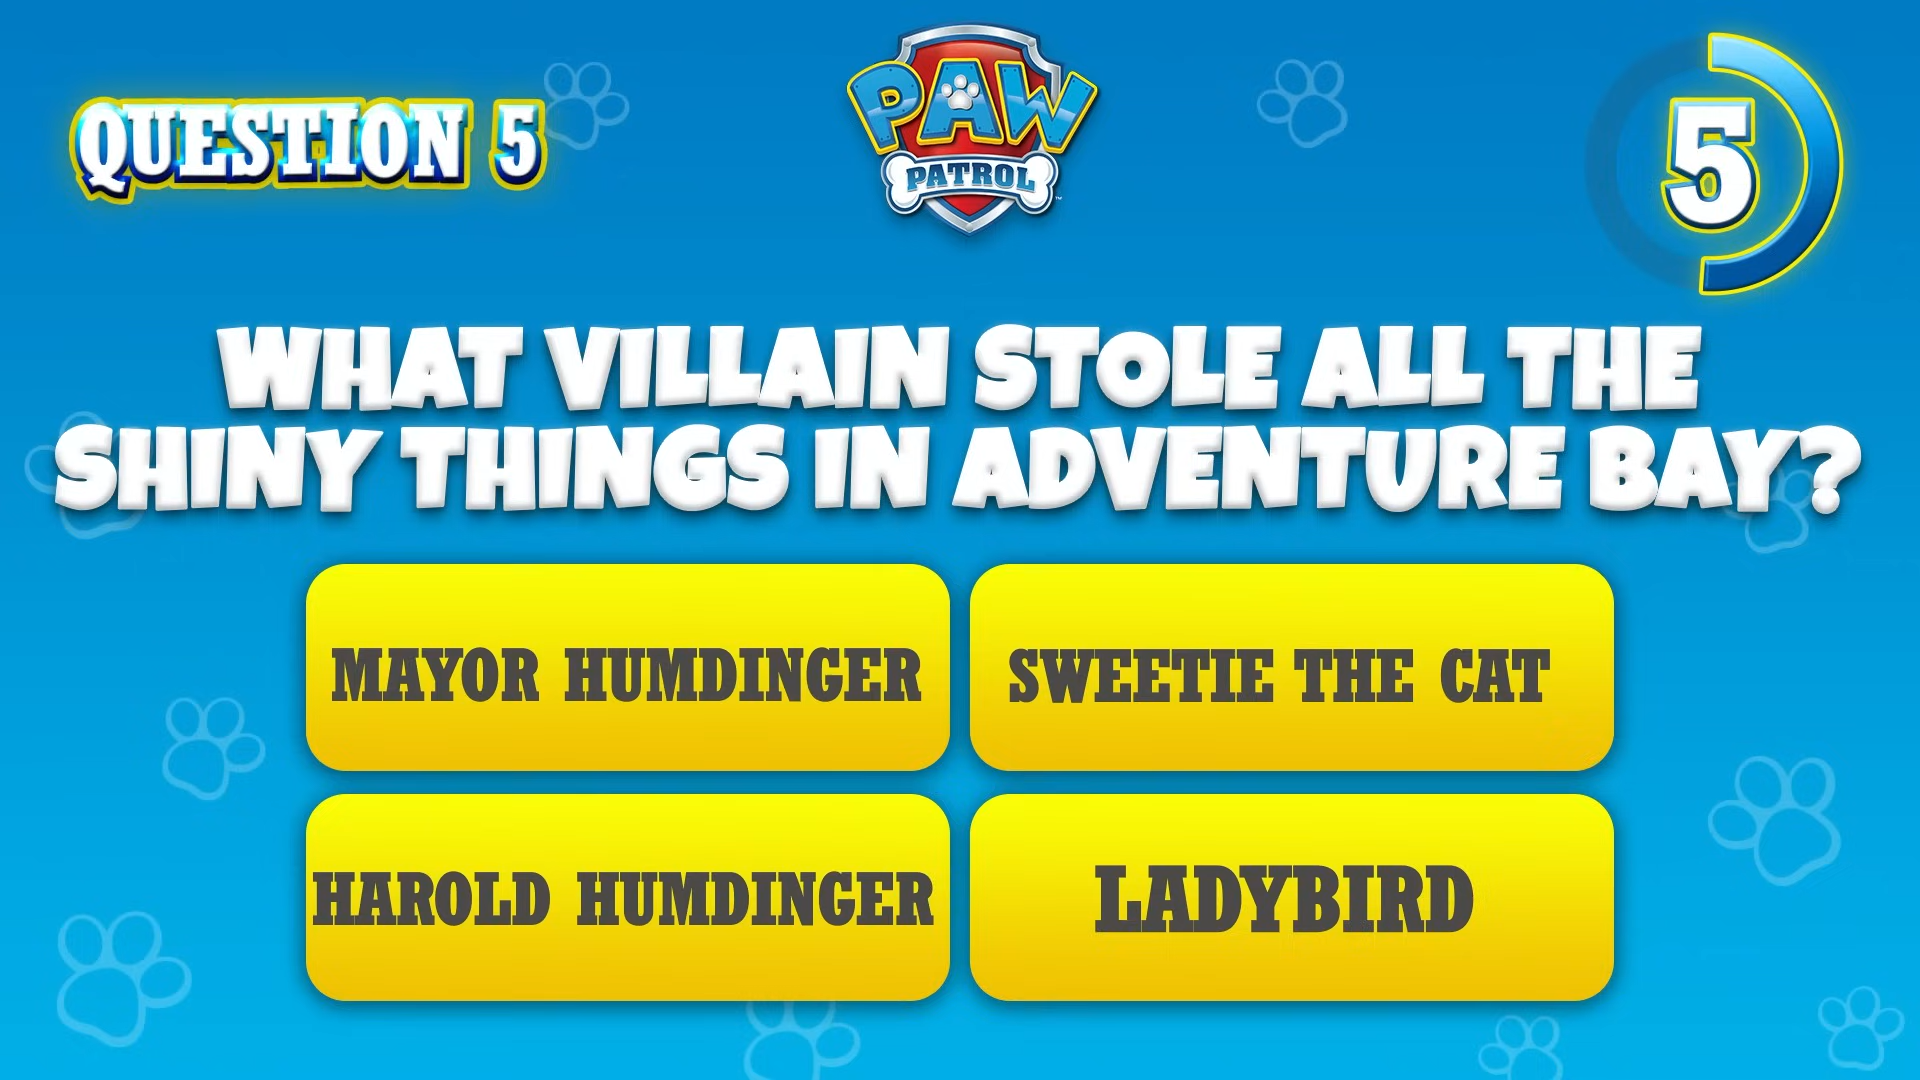 PAW
PATROL
QUESTION 5
5
WHAT VILLAIN STOLE ALL THE
SHINY THINGS IN ADVENTURE BAY?
MAYOR HUMDINGER
SWEETIE THE CAT
HAROLD HUMDINGER
LADYBIRD